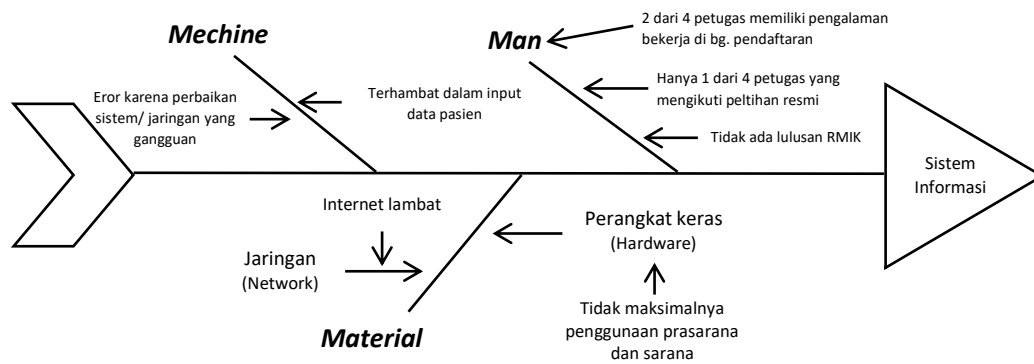 Mechine
Man
2 dari 4 petugas memiliki pengalaman
bekerja di bg. pendaftaran
Eror karena perbaikan
sistem/ jaringan yang
gangguan
Terhambat dalam input
data pasien
Hanya 1 dari 4 petugas yang
mengikuti peltihan resmi
Tidak ada lulusan RMIK
Sistem
Informasi
Internet lambat
Jaringan
(Network)
Perangkat keras
(Hardware)
Material
Tidak maksimalnya
penggunaan prasarana
dan sarana